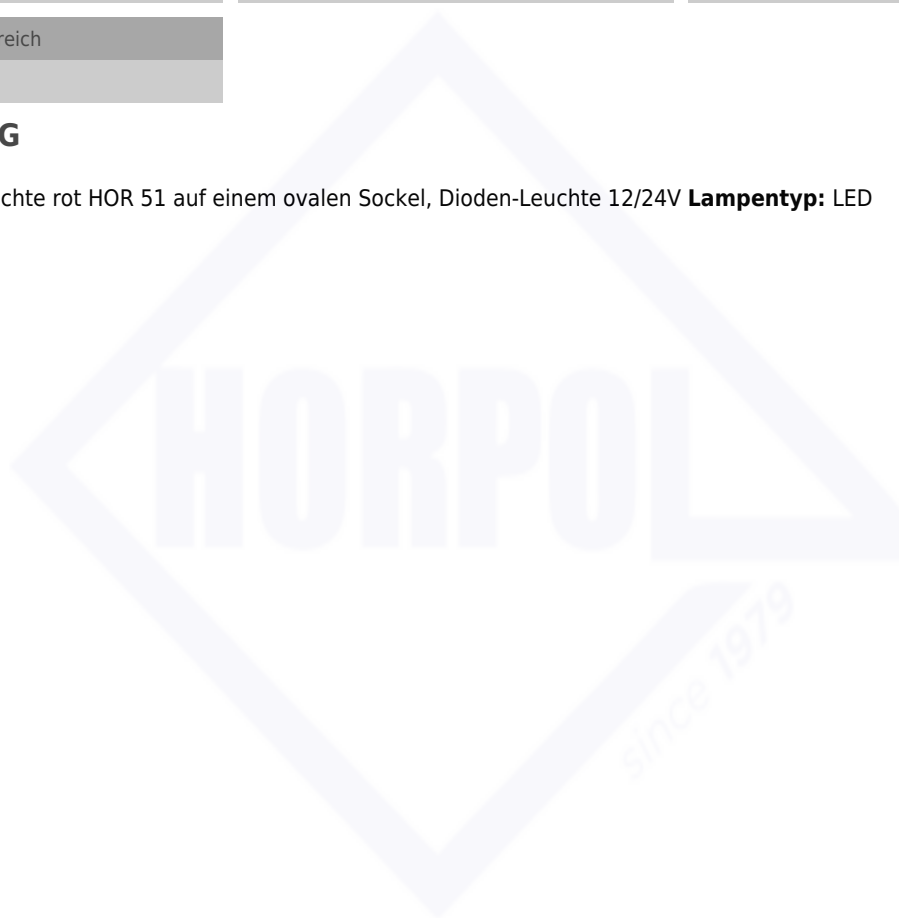 reich
G
chte rot HOR 51 auf einem ovalen Sockel, Dioden-Leuchte 12/24V Lampentyp: LED
HORPOL
since 1979